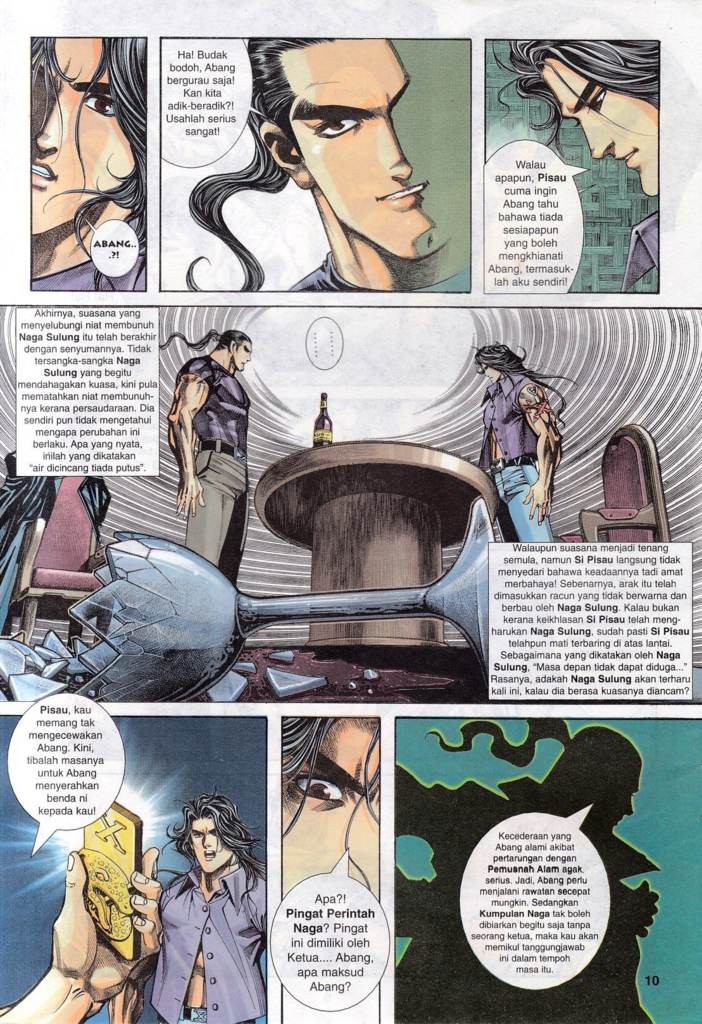 ABANG..
.?!
Ha! Budak
bodoh, Abang
bergurau saja!
Kan kita
adik-beradik?!
Usahlah serius
sangat!
Walau
apapun, Pisau
cuma ingin
Abang tahu
bahawa tiada
sesiapapun
yang boleh
mengkhianati
Abang, termasuk-
lah aku sendiri!
Akhirnya, suasana yang
menyelubungi niat membunuh
Naga Sulung itu telah berakhir
dengan senyumannya. Tidak
tersangka-sangka Naga
Sulung yang begitu
mendahagakan kuasa, kini pula
mematahkan niat membunuh-
nya kerana persaudaraan. Dia
sendiri pun tidak mengetahui
mengapa perubahan ini
berlaku. Apa yang nyata,
inilah yang dikatakan
"air dicincang tiada putus".
Walaupun suasana menjadi tenang
semula, namun Si Pisau langsung tidak
menyedari bahawa keadaannya tadi amat
merbahaya! Sebenarnya, arak itu telah
dimasukkan racun yang tidak berwarna dan
berbau oleh Naga Sulung. Kalau bukan
kerana keikhlasan Si Pisau telah meng-
harukan Naga Sulung, sudah pasti Si Pisau
telahpun mati terbaring di atas lantai.
Sebagaimana yang dikatakan oleh Naga
Sulung, "Masa depan tidak dapat diduga..."
Rasanya, adakah Naga Sulung akan terharu
kali ini, kalau dia berasa kuasanya diancam?
Pisau, kau
memang tak
mengecewakan
Abang. Kini,
tibalah masanya
untuk Abang
menyerahkan
benda ni
kepada kau!
Apa?!
Pingat Perintah
Naga? Pingat
ini dimiliki oleh
Ketua.... Abang,
apa maksud
Abang?
Kecederaan yang
Abang alami akibat
pertarungan dengan
Pemusnah Alam agak
serius. Jadi, Abang perlu
menjalani rawatan secepat
mungkin. Sedangkan
Kumpulan Naga tak boleh
dibiarkan begitu saja tanpa
seorang ketua, maka kau akan
memikul tanggungjawab
ini dalam tempoh
masa itu.
10